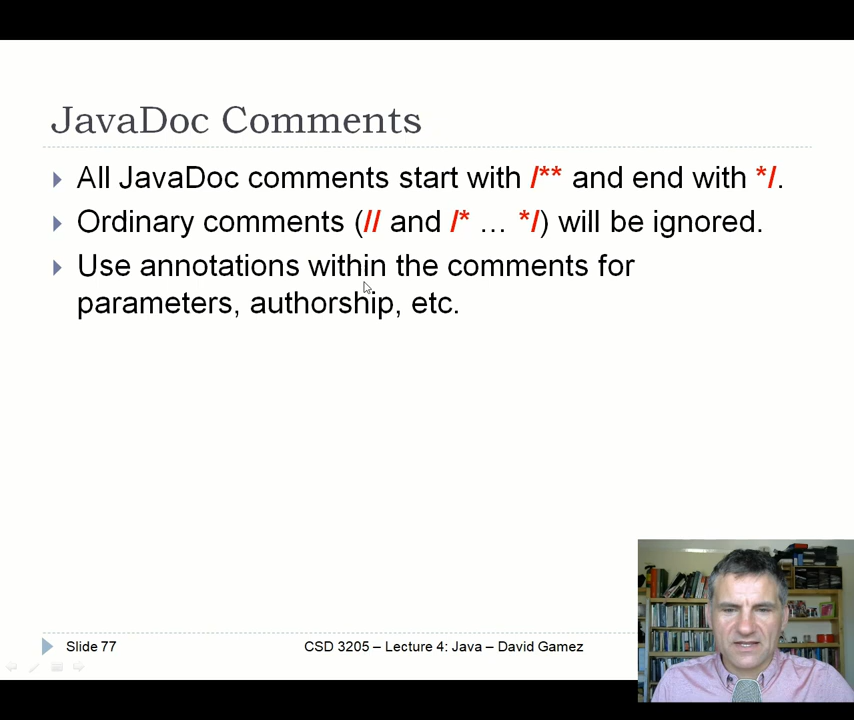 JavaDoc Comments
All JavaDoc comments start with /** and end with */.
Ordinary comments (// and /* … */) will be ignored.
Use annotations within the comments for
parameters, authorship, etc.
Slide 77
CSD 3205 – Lecture 4: Java – David Gamez